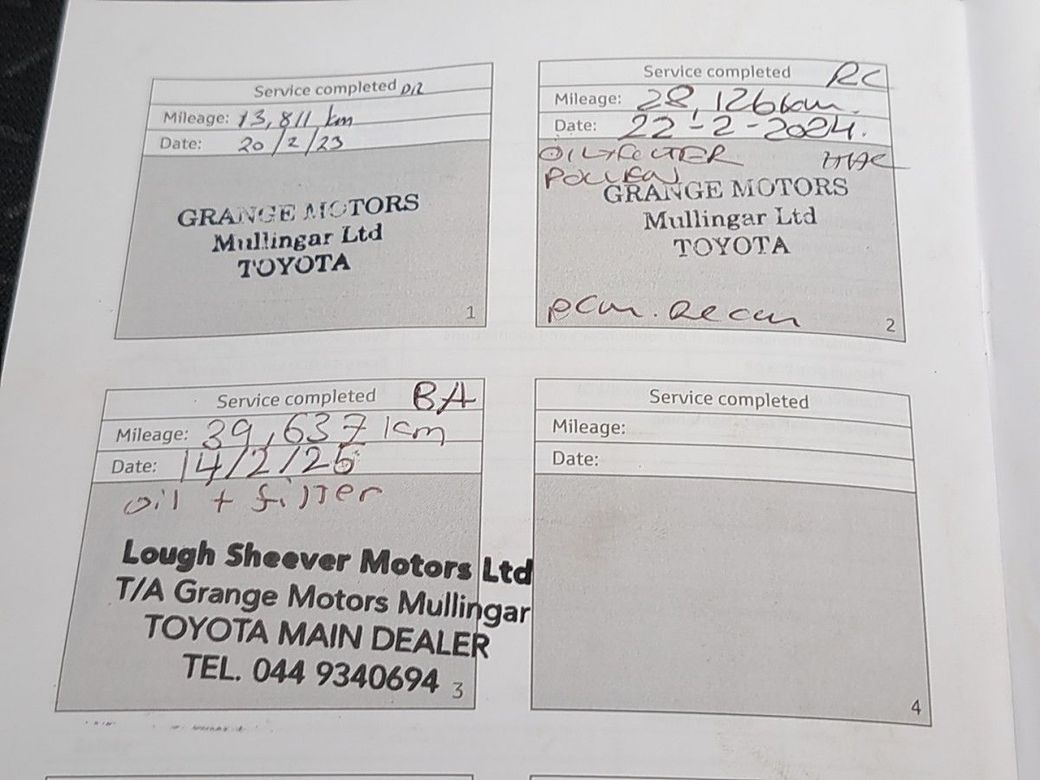 Service completed
Mileage: 13,811 km
Date: 20/2/23
GRANGE MOTORS
Mullingar Ltd
TOYOTA
1
Service completed RC
Mileage: 28,126km.
Date: 22-2-2024.
OIL+FILTER
POLLEN
GRANGE MOTORS
Mullingar Ltd
TOYOTA
2
Service completed BA
Mileage: 39,637 km
Date: 14/2/25
oil + filter
Lough Sheever Motors Ltd
T/A Grange Motors Mullingar
TOYOTA MAIN DEALER
TEL. 044 9340694
3
Service completed
Mileage:
Date:
4